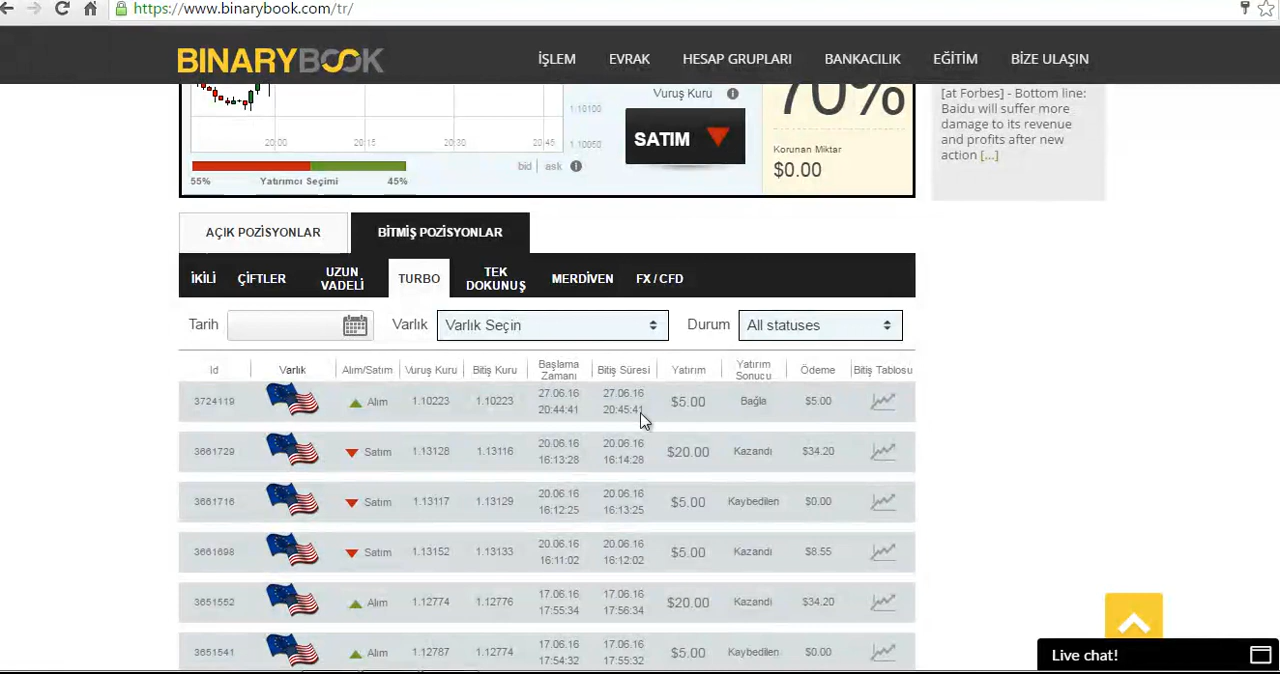 https://www.binarybook.com/tr/
BINARYBOOK
İŞLEM EVRAK HESAP GRUPLARI BANKACILIK EĞİTİM BİZE ULAŞIN
Vuruş Kuru
70%
1.10100
SATIM
20:00 20:15 20:30 20:45 1.10050
Korunan Miktar
$0.00
bid | ask
55% Yatırımcı Seçimi 45%
[at Forbes] - Bottom line:
Baidu will suffer more
damage to its revenue
and profits after new
action [...]
AÇIK POZİSYONLAR BİTMİŞ POZİSYONLAR
İKİLİ ÇİFTLER UZUN VADELİ TURBO TEK DOKUNUŞ MERDİVEN FX / CFD
Tarih Varlık Varlık Seçin Durum All statuses
Id Varlık Alım/Satım Vuruş Kuru Bitiş Kuru Başlama Zamanı Bitiş Süresi Yatırım Yatırım Sonucu Ödeme Bitiş Tablosu
3724119 Alım 1.10223 1.10223 27.06.16 20:44:41 27.06.16 20:45:41 $5.00 Bağla $5.00
3661729 Satım 1.13128 1.13116 20.06.16 16:13:28 20.06.16 16:14:28 $20.00 Kazandı $34.20
3661716 Satım 1.13117 1.13129 20.06.16 16:12:25 20.06.16 16:13:25 $5.00 Kaybedilen $0.00
3661698 Satım 1.13152 1.13133 20.06.16 16:11:02 20.06.16 16:12:02 $5.00 Kazandı $8.55
3651552 Alım 1.12774 1.12776 17.06.16 17:55:34 17.06.16 17:56:34 $20.00 Kazandı $34.20
3651541 Alım 1.12787 1.12774 17.06.16 17:54:32 17.06.16 17:55:32 $5.00 Kaybedilen $0.00
Live chat!